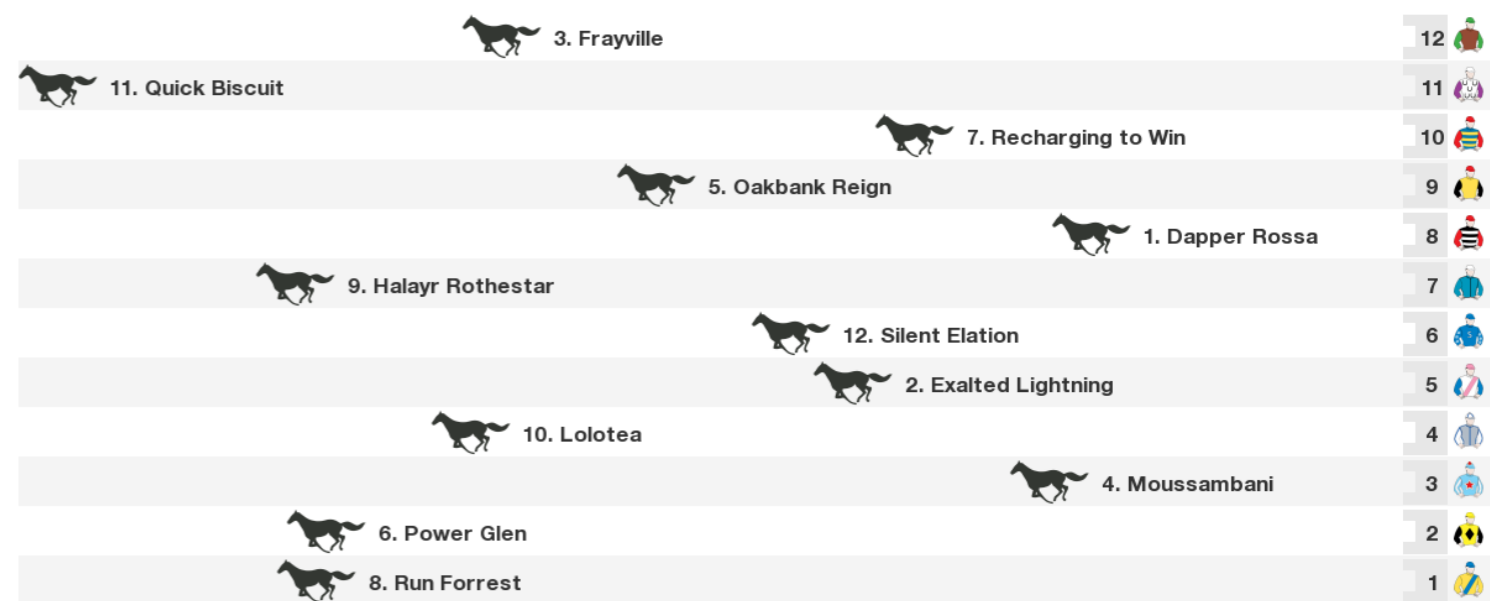 3. Frayville 12
11. Quick Biscuit 11
7. Recharging to Win 10
5. Oakbank Reign 9
1. Dapper Rossa 8
9. Halayr Rothestar 7
12. Silent Elation 6
2. Exalted Lightning 5
10. Lolotea 4
4. Moussambani 3
6. Power Glen 2
8. Run Forrest 1